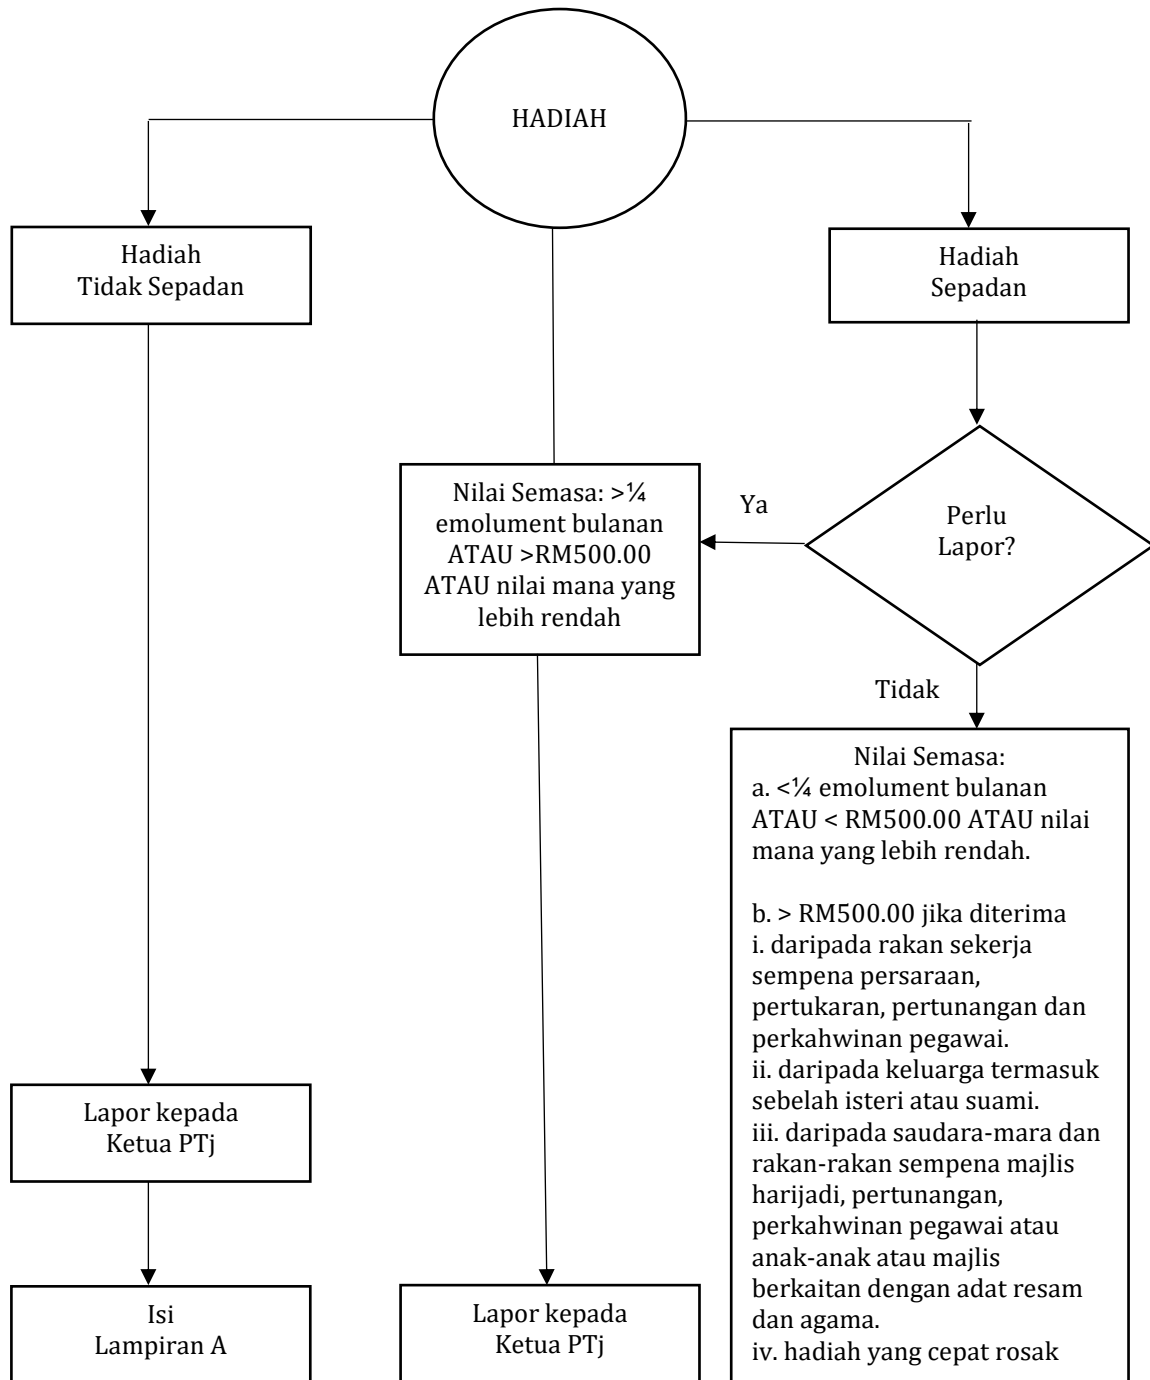 HADIAH
Hadiah
Tidak Sepadan
Hadiah
Sepadan
Nilai Semasa: >¼
emolument bulanan
ATAU >RM500.00
ATAU nilai mana yang
lebih rendah
Ya
Perlu
Lapor?
Tidak
Nilai Semasa:
a. <¼ emolument bulanan
ATAU < RM500.00 ATAU nilai
mana yang lebih rendah.
b. > RM500.00 jika diterima
i. daripada rakan sekerja
sempena persaraan,
pertukaran, pertunangan dan
perkahwinan pegawai.
ii. daripada keluarga termasuk
sebelah isteri atau suami.
iii. daripada saudara-mara dan
rakan-rakan sempena majlis
harijadi, pertunangan,
perkahwinan pegawai atau
anak-anak atau majlis
berkaitan dengan adat resam
dan agama.
iv. hadiah yang cepat rosak
Lapor kepada
Ketua PTj
Isi
Lampiran A
Lapor kepada
Ketua PTj